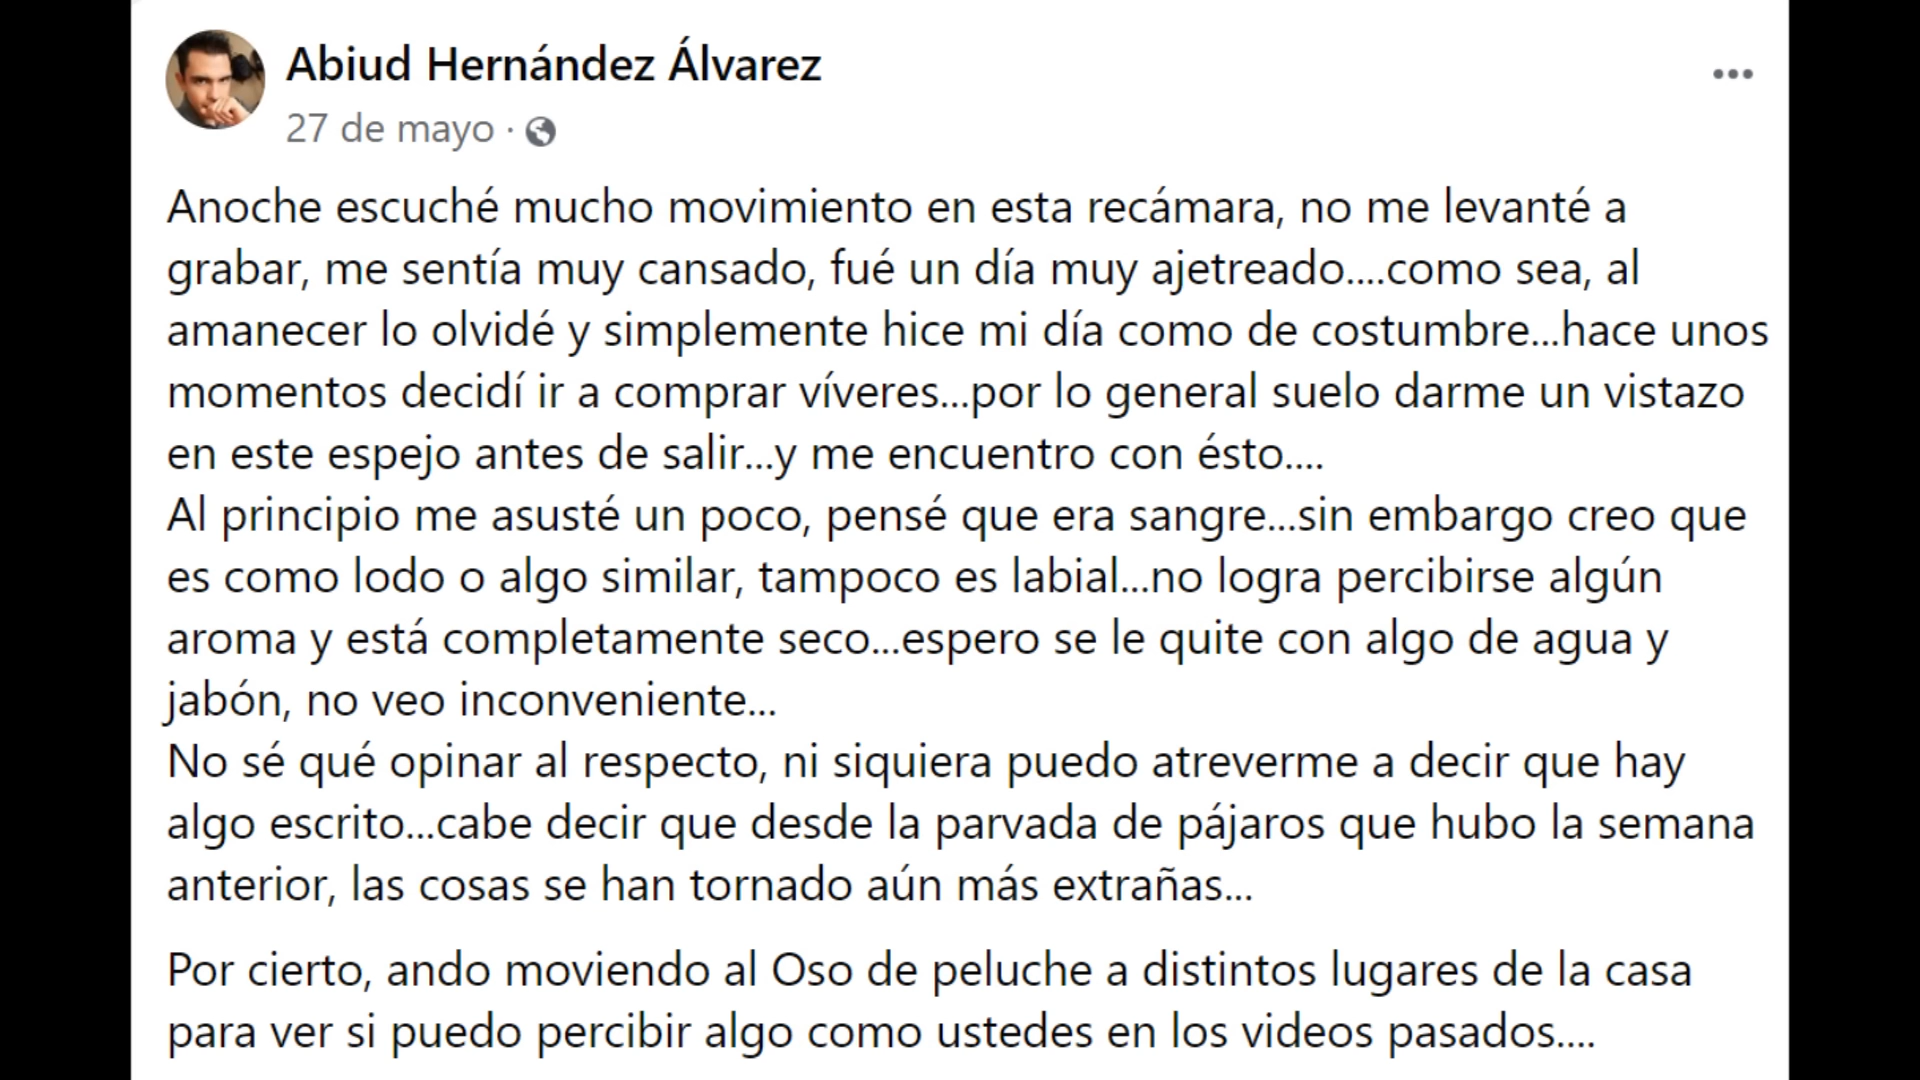 Abiud Hernández Álvarez
27 de mayo ·
Anoche escuché mucho movimiento en esta recámara, no me levanté a
grabar, me sentía muy cansado, fué un día muy ajetreado....como sea, al
amanecer lo olvidé y simplemente hice mi día como de costumbre...hace unos
momentos decidí ir a comprar víveres...por lo general suelo darme un vistazo
en este espejo antes de salir...y me encuentro con ésto....
Al principio me asusté un poco, pensé que era sangre...sin embargo creo que
es como lodo o algo similar, tampoco es labial...no logra percibirse algún
aroma y está completamente seco...espero se le quite con algo de agua y
jabón, no veo inconveniente...
No sé qué opinar al respecto, ni siquiera puedo atreverme a decir que hay
algo escrito...cabe decir que desde la parvada de pájaros que hubo la semana
anterior, las cosas se han tornado aún más extrañas...
Por cierto, ando moviendo al Oso de peluche a distintos lugares de la casa
para ver si puedo percibir algo como ustedes en los videos pasados....